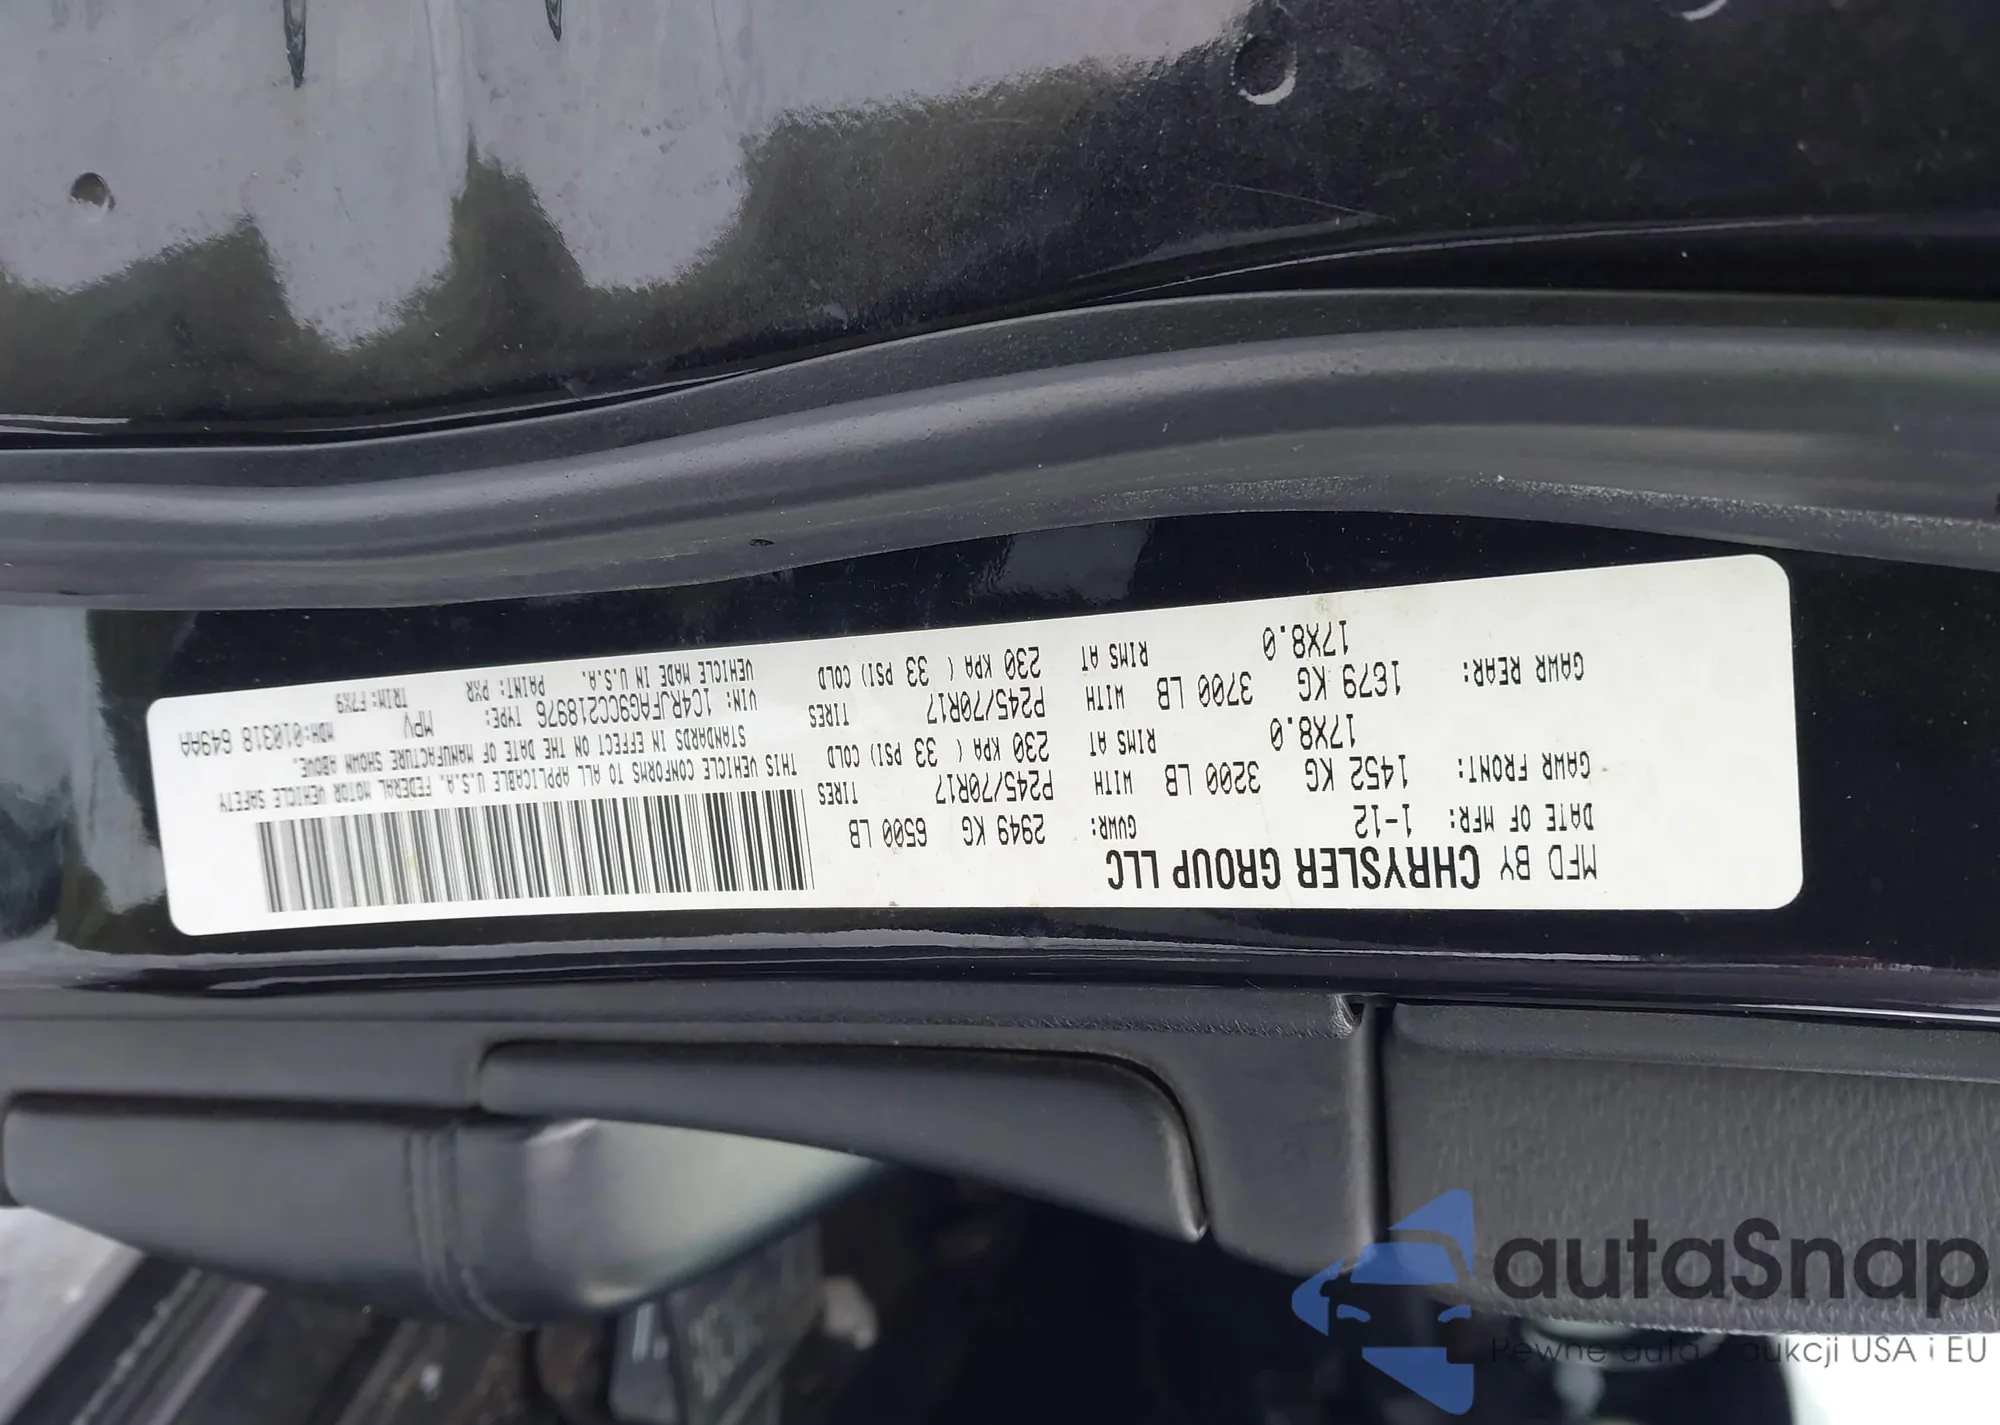 MFD BY CHRYSLER GROUP LLC
DATE OF MFR: 1-12 GVWR: 2949 KG 6500 LB
GAWR FRONT: 1452 KG 3200 LB WITH P245/70R17 TIRES
17X8.0 RIMS AT 230 KPA ( 33 PSI) COLD
GAWR REAR: 1679 KG 3700 LB WITH P245/70R17 TIRES
17X8.0 RIMS AT 230 KPA ( 33 PSI) COLD
THIS VEHICLE CONFORMS TO ALL APPLICABLE U.S.A. FEDERAL MOTOR VEHICLE SAFETY
STANDARDS IN EFFECT ON THE DATE OF MANUFACTURE SHOWN ABOVE.
VIN: 1C4RJFAG9CC218976 TYPE: MPV MDH:010318 649AA
VEHICLE MADE IN U.S.A. PAINT: PXR TRIM: F7X9
autaSnap
Pewne auta z aukcji USA i EU